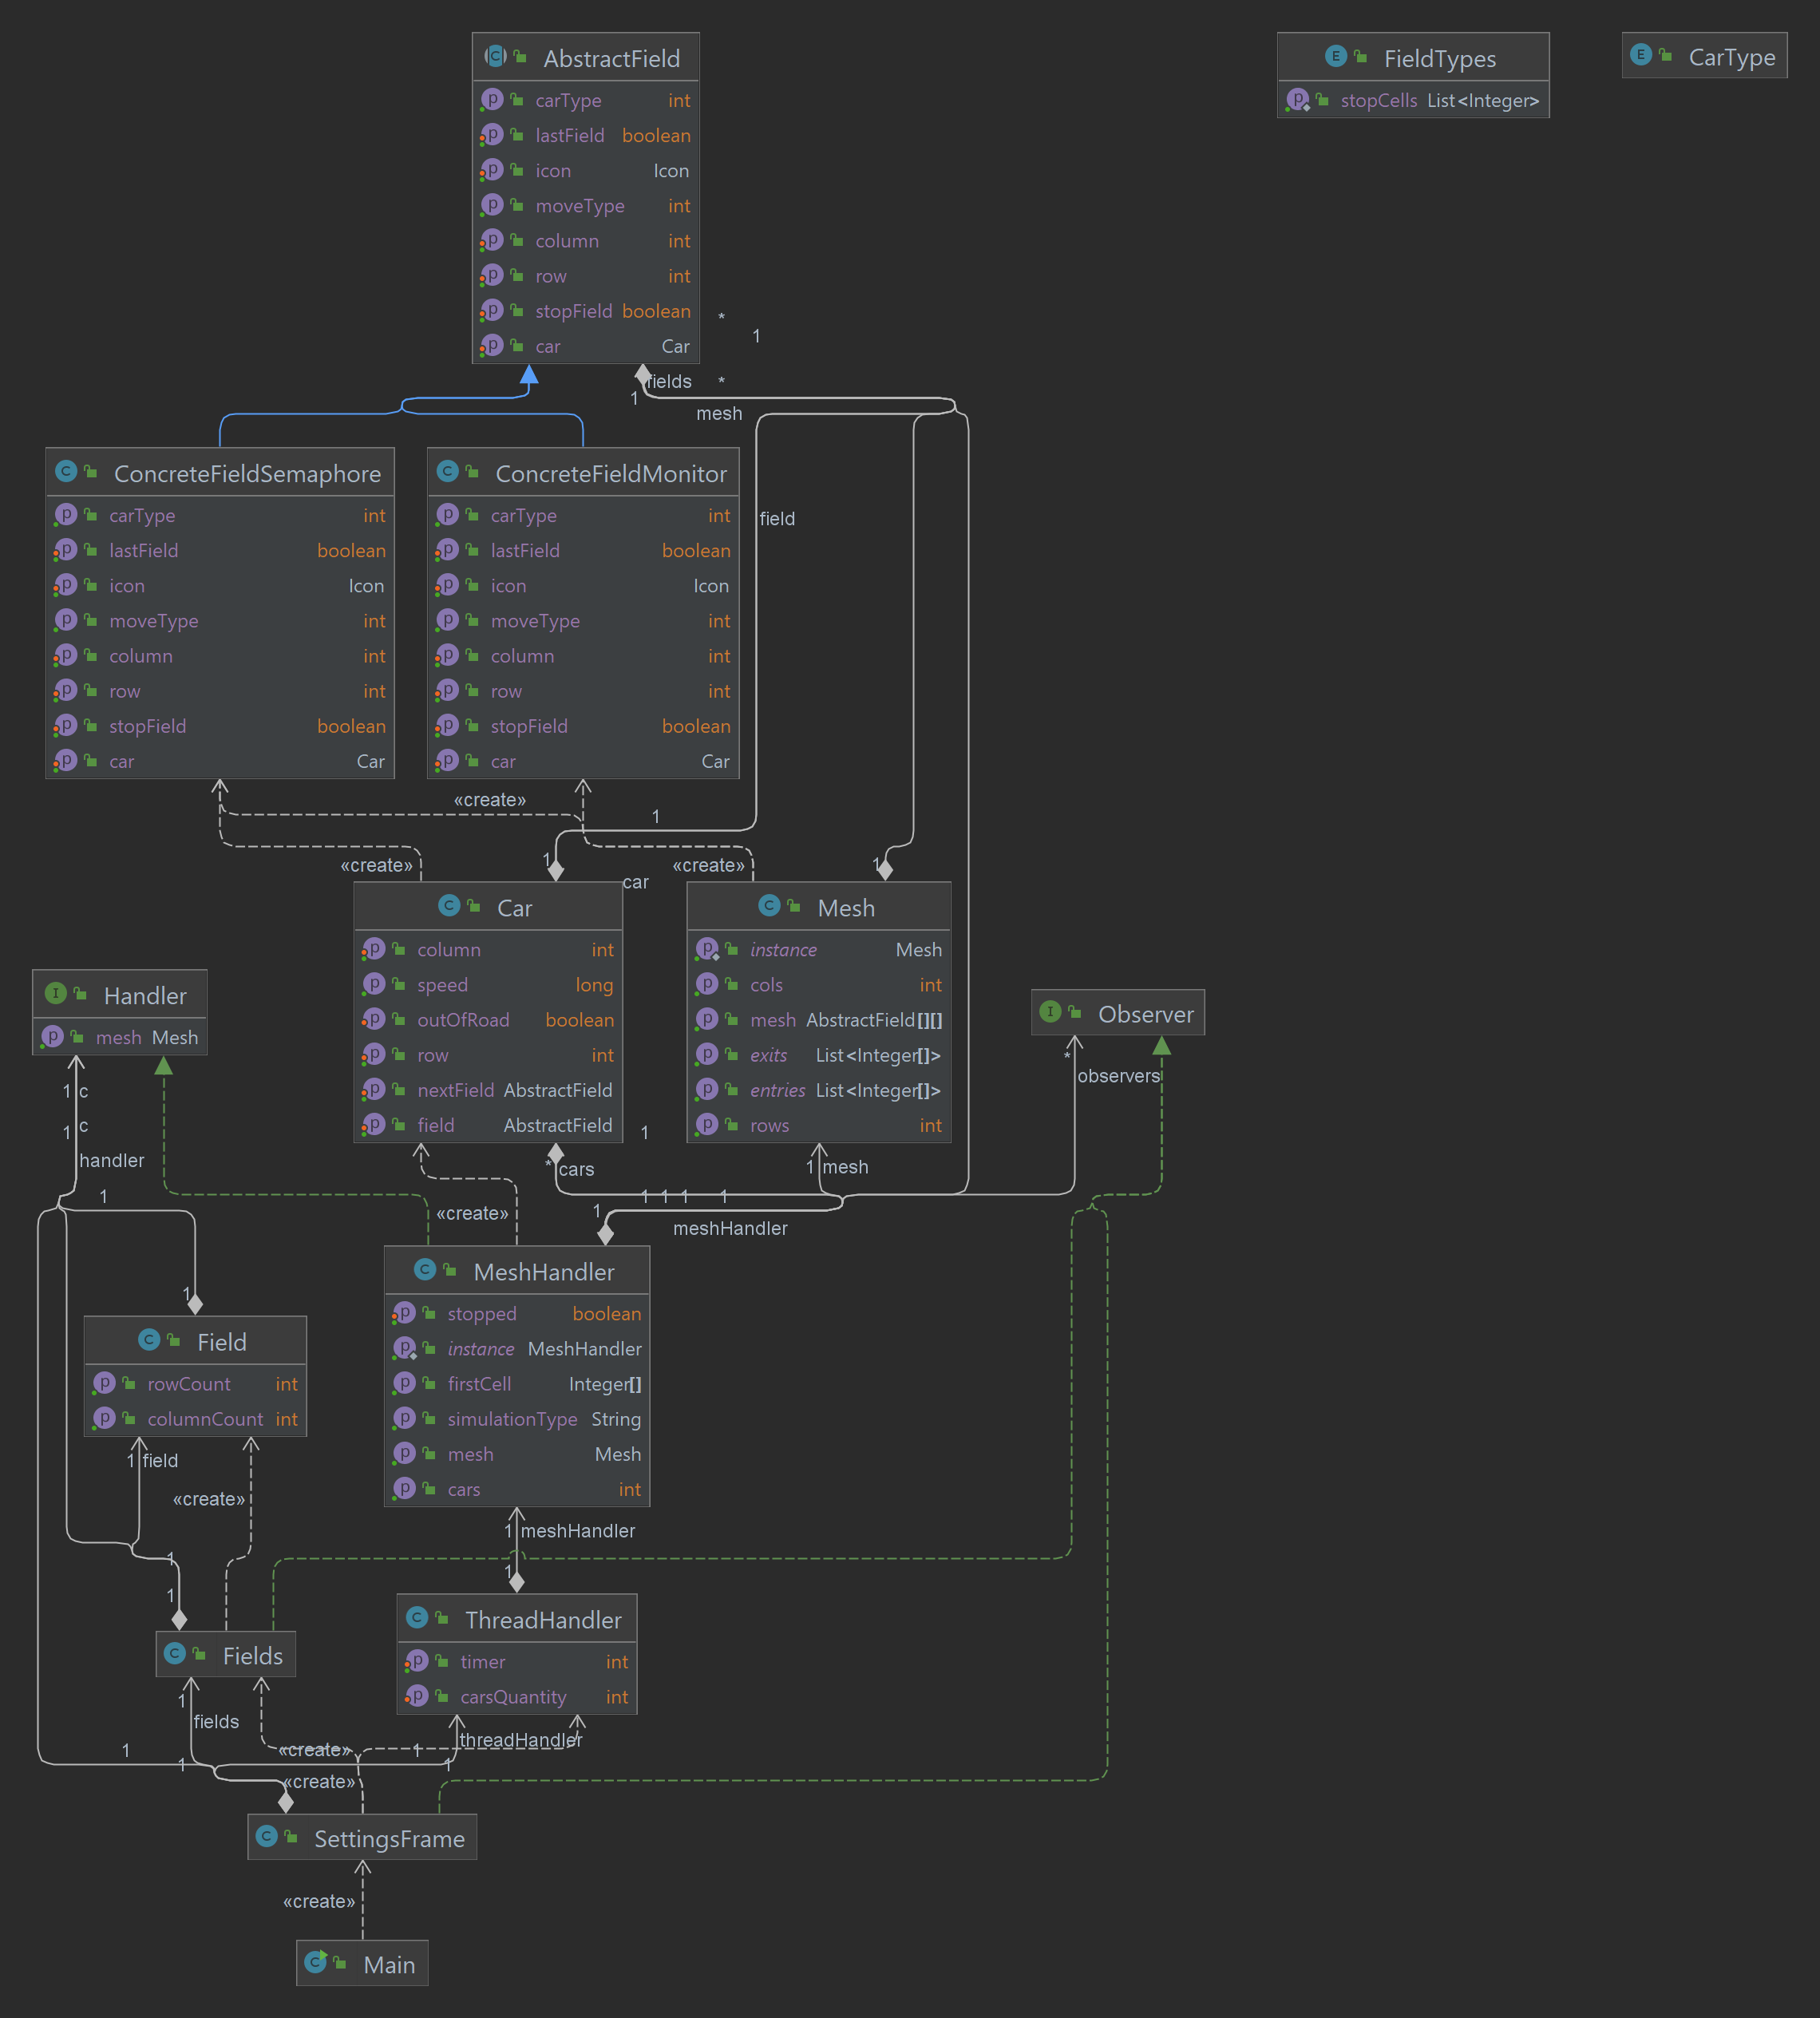 AbstractField
carType int
lastField boolean
icon Icon
moveType int
column int
row int
stopField boolean
car Car
FieldTypes
stopCells List<Integer>
CarType
*
1
fields *
1
mesh
ConcreteFieldSemaphore
carType int
lastField boolean
icon Icon
moveType int
column int
row int
stopField boolean
car Car
ConcreteFieldMonitor
carType int
lastField boolean
icon Icon
moveType int
column int
row int
stopField boolean
car Car
field
«create»
1
«create»
1
«create»
1
car
Car
column int
speed long
outOfRoad boolean
row int
nextField AbstractField
field AbstractField
Mesh
instance Mesh
cols int
mesh AbstractField[][]
exits List<Integer[]>
entries List<Integer[]>
rows int
Handler
mesh Mesh
Observer
*
observers
1 c
1 c
handler
1
1
* cars
1 mesh
1 1 1 1
«create»
1
meshHandler
MeshHandler
stopped boolean
instance MeshHandler
firstCell Integer[]
simulationType String
mesh Mesh
cars int
1
Field
rowCount int
columnCount int
1 field
«create»
1 meshHandler
1
1
1
ThreadHandler
timer int
carsQuantity int
Fields
1
fields
threadHandler
1
«create»
1
1
1
«create»
SettingsFrame
«create»
Main